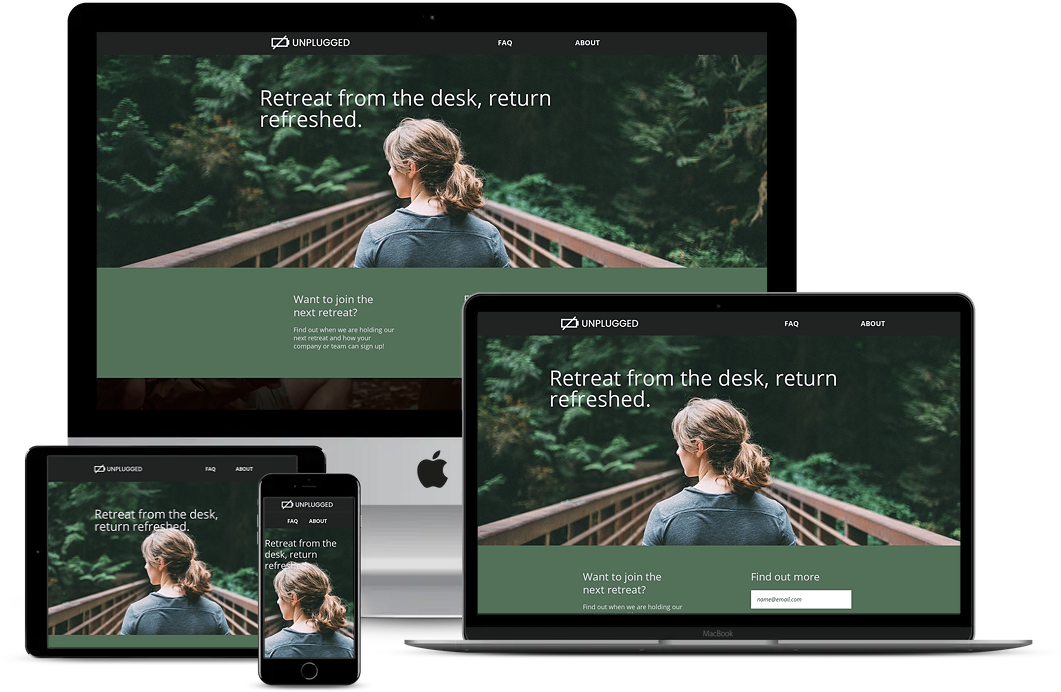 UNPLUGGED
FAQ
ABOUT
Retreat from the desk, return
refreshed.
Want to join the
next retreat?
Find out when we are holding our
next retreat and how your
company or team can sign up!
UNPLUGGED
FAQ
ABOUT
Retreat from the desk, return
refreshed.
Want to join the
next retreat?
Find out when we are holding our
Find out more
name@email.com
MacBook
UNPLUGGED
FAQ
ABOUT
Retreat from the desk,
return refreshed.
UNPLUGGED
FAQ
ABOUT
Retreat from the
desk, return
refreshed.